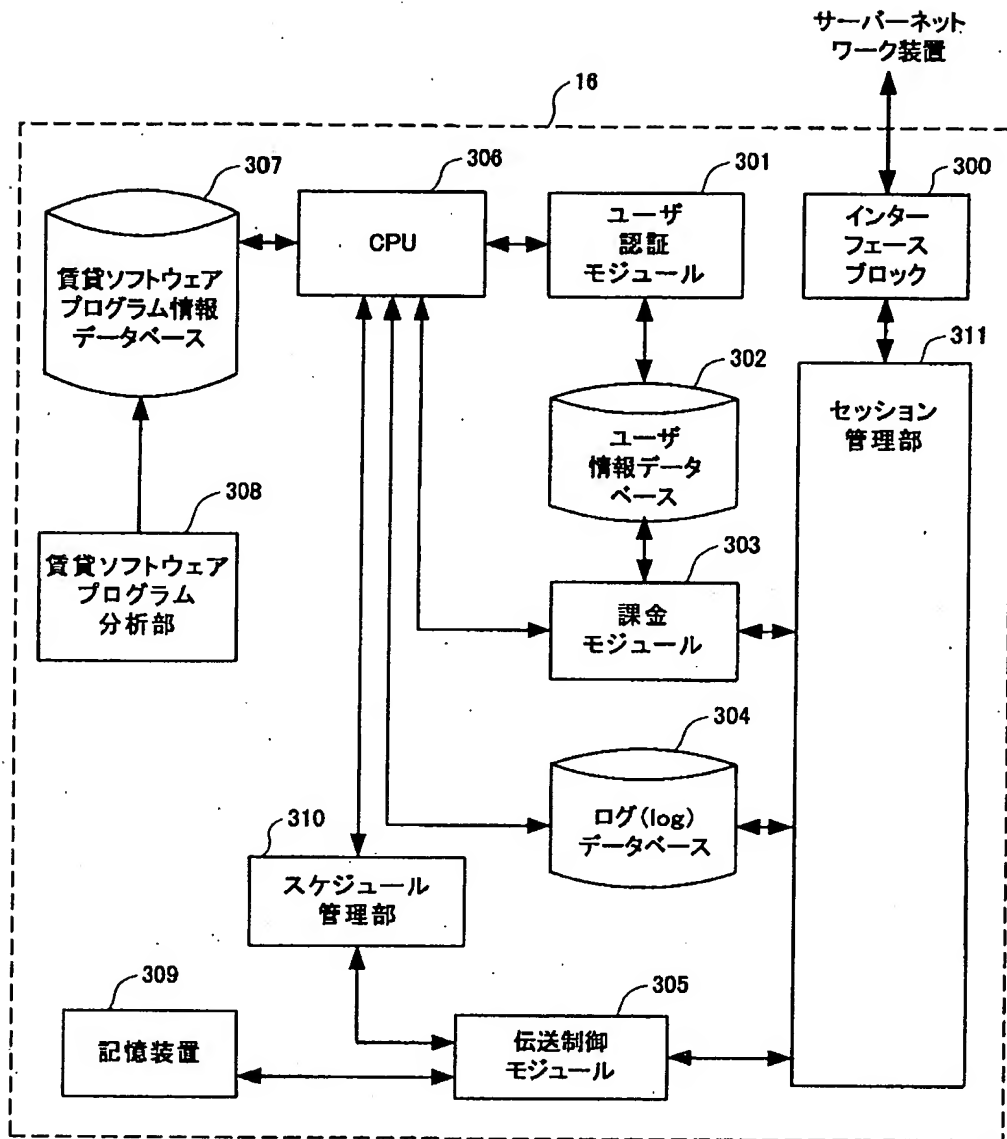 サーバーネット
ワーク装置
16
307
賃貸ソフトウェア
プログラム情報
データベース
306
CPU
301
ユーザ
認証
モジュール
300
インター
フェース
ブロック
311
セッション
管理部
302
ユーザ
情報データ
ベース
308
賃貸ソフトウェア
プログラム
分析部
303
課金
モジュール
304
ログ(log)
データベース
310
スケジュール
管理部
309
記憶装置
305
伝送制御
モジュール